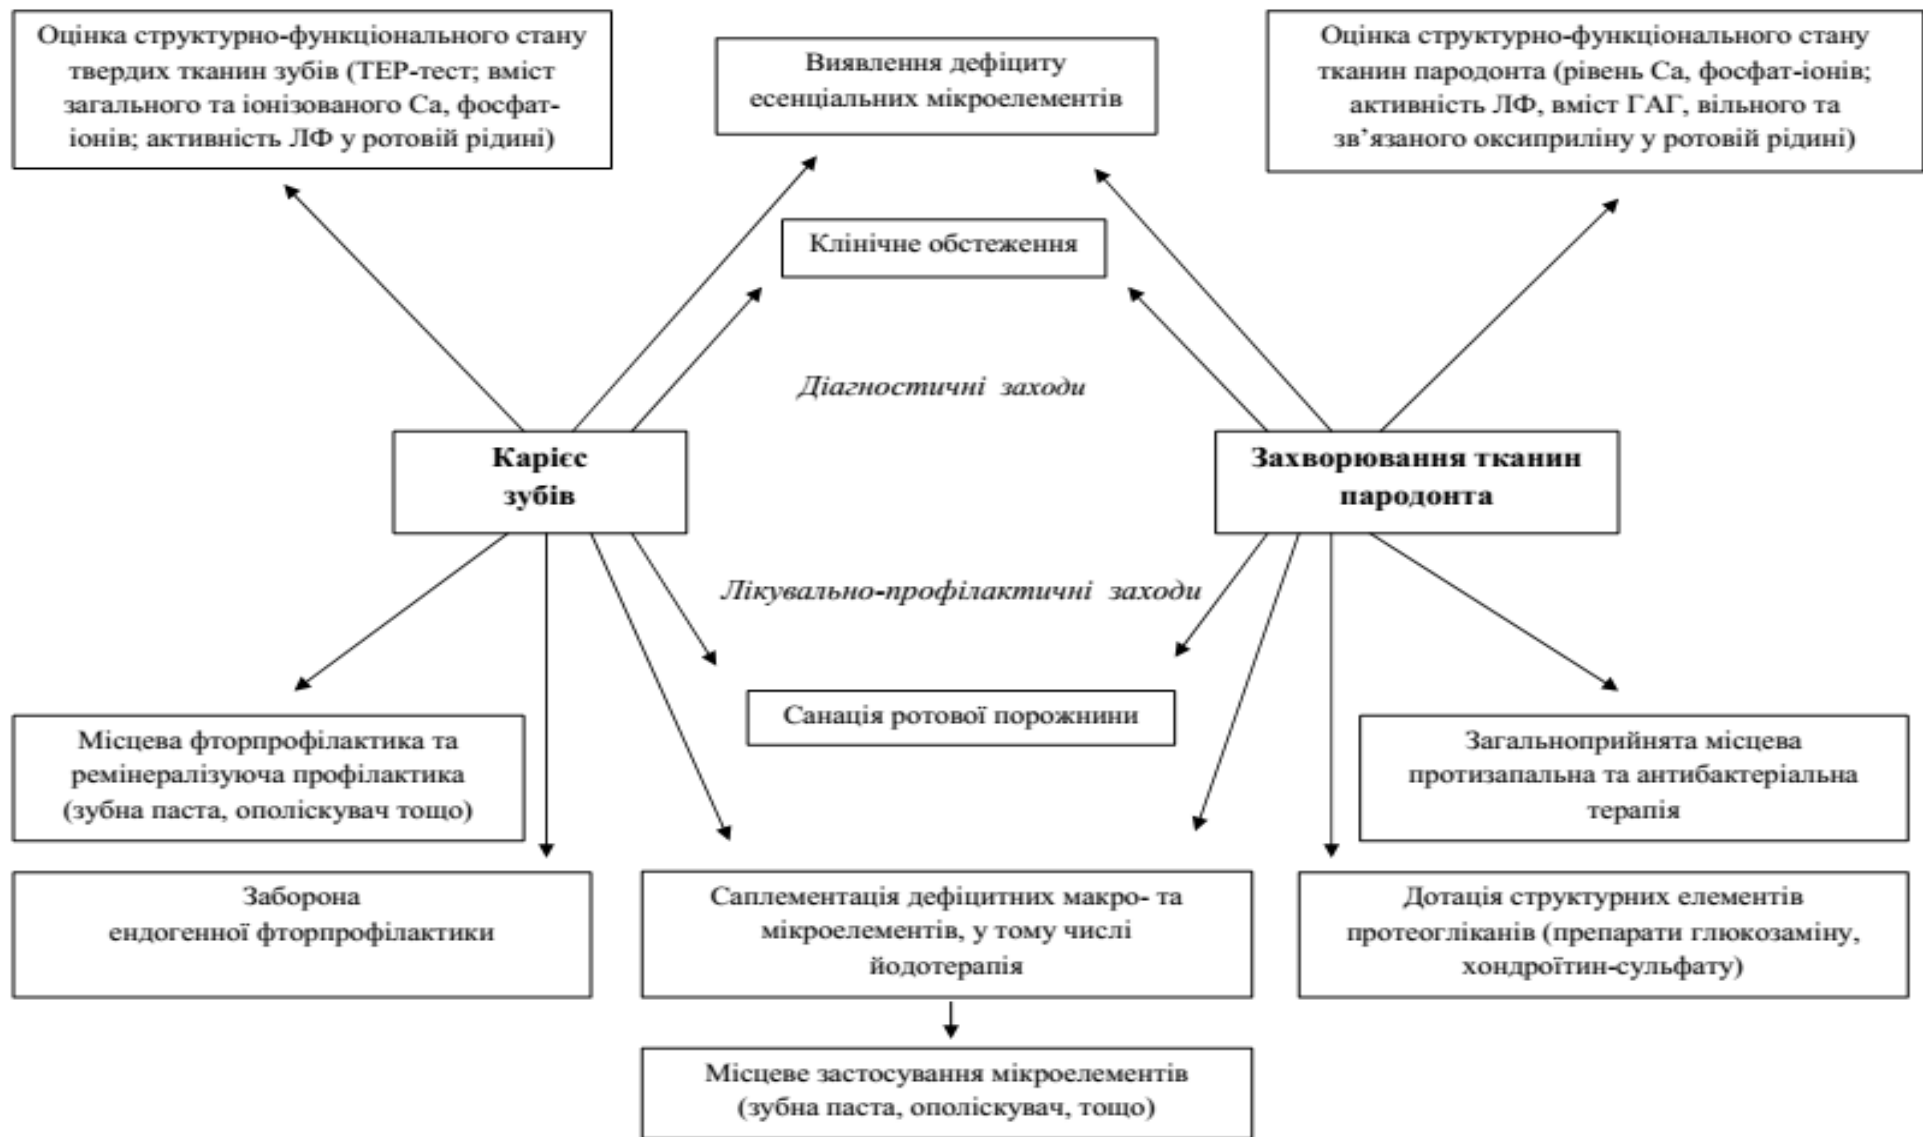 Оцінка структурно-функціонального стану
твердих тканин зубів (ТЕР-тест; вміст
загального та іонізованого Са, фосфат-
іонів; активність ЛФ у ротовій рідині)
Виявлення дефіциту
есенціальних мікроелементів
Оцінка структурно-функціонального стану
тканин пародонта (рівень Са, фосфат-іонів;
активність ЛФ, вміст ГАГ, вільного та
зв’язаного оксиприліну у ротовій рідині)
Клінічне обстеження
Діагностичні заходи
Карієс
зубів
Захворювання тканин
пародонта
Лікувально-профілактичні заходи
Санація ротової порожнини
Місцева фторпрофілактика та
ремінералізуюча профілактика
(зубна паста, ополіскувач тощо)
Загальноприйнята місцева
протизапальна та антибактеріальна
терапія
Заборона
ендогенної фторпрофілактики
Саплементація дефіцитних макро- та
мікроелементів, у тому числі
йодотерапія
Дотація структурних елементів
протеогліканів (препарати глюкозаміну,
хондроїтин-сульфату)
Місцеве застосування мікроелементів
(зубна паста, ополіскувач, тощо)